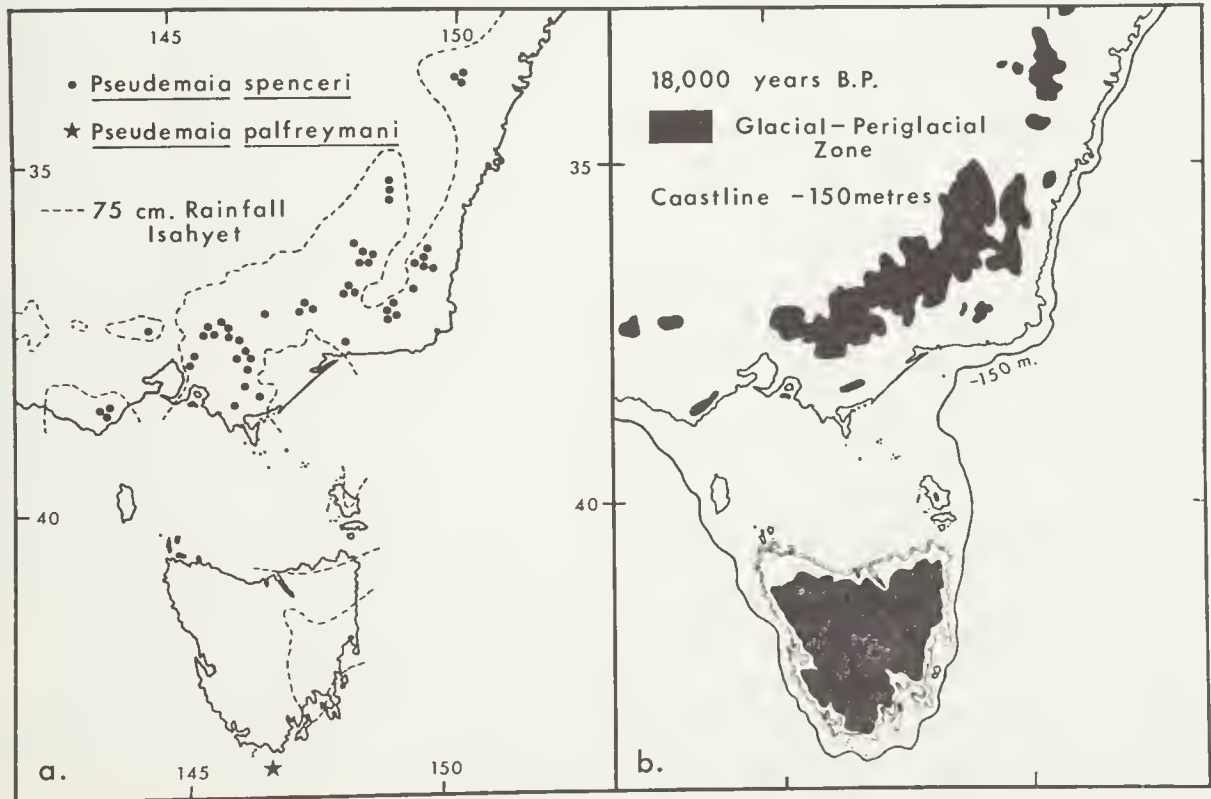 145
150
• Pseudemaia spenceri
★ Pseudemaia palfreymani
35
---- 75 cm. Rainfall
Isahyet
40
145
150
a.
18,000 years B.P.
Glacial-Periglacial
Zone
35
Caastline -150metres
-150 m.
40
b.